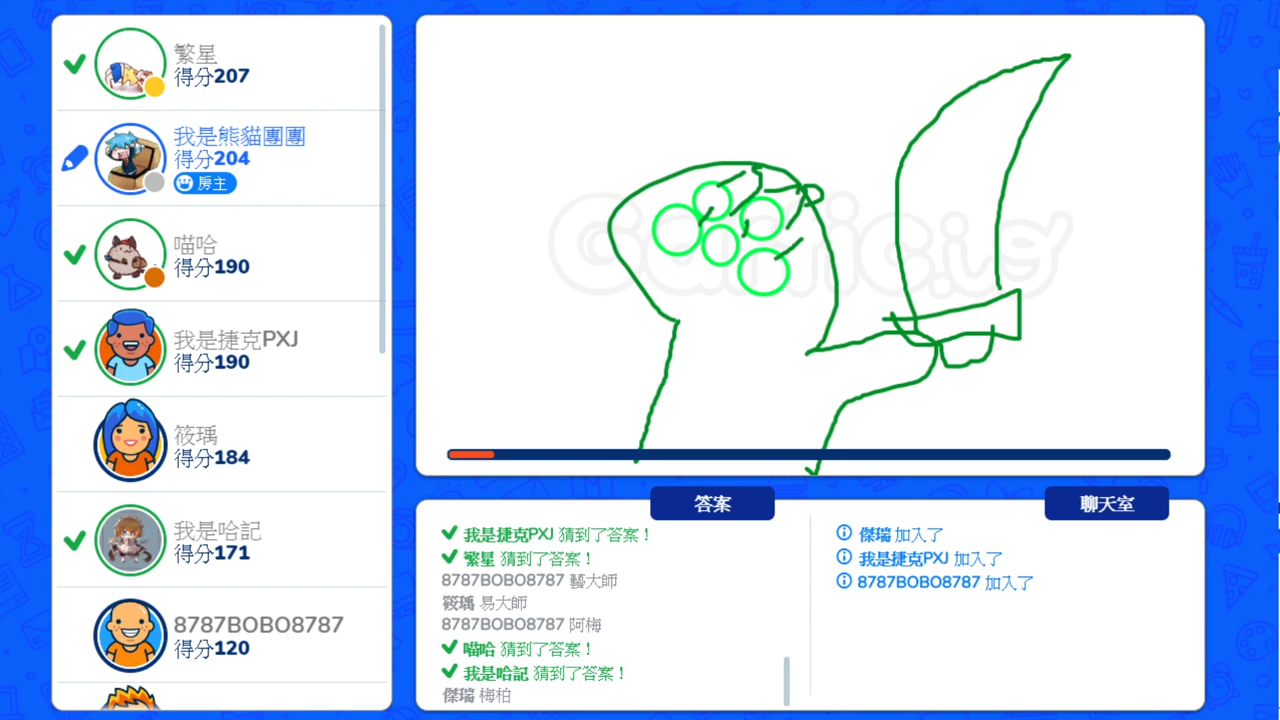 繁星
得分207
我是熊貓團團
得分204
房主
喵哈
得分190
我是捷克PXJ
得分190
筱瑀
得分184
我是哈記
得分171
8787BOBO8787
得分120
Gartic.io
答案
我是捷克PXJ 猜到了答案！
繁星 猜到了答案！
8787BOBO8787 藝大師
筱瑀 易大師
8787BOBO8787 阿梅
喵哈 猜到了答案！
我是哈記 猜到了答案！
傑瑞 梅柏
聊天室
傑瑞 加入了
我是捷克PXJ 加入了
8787BOBO8787 加入了